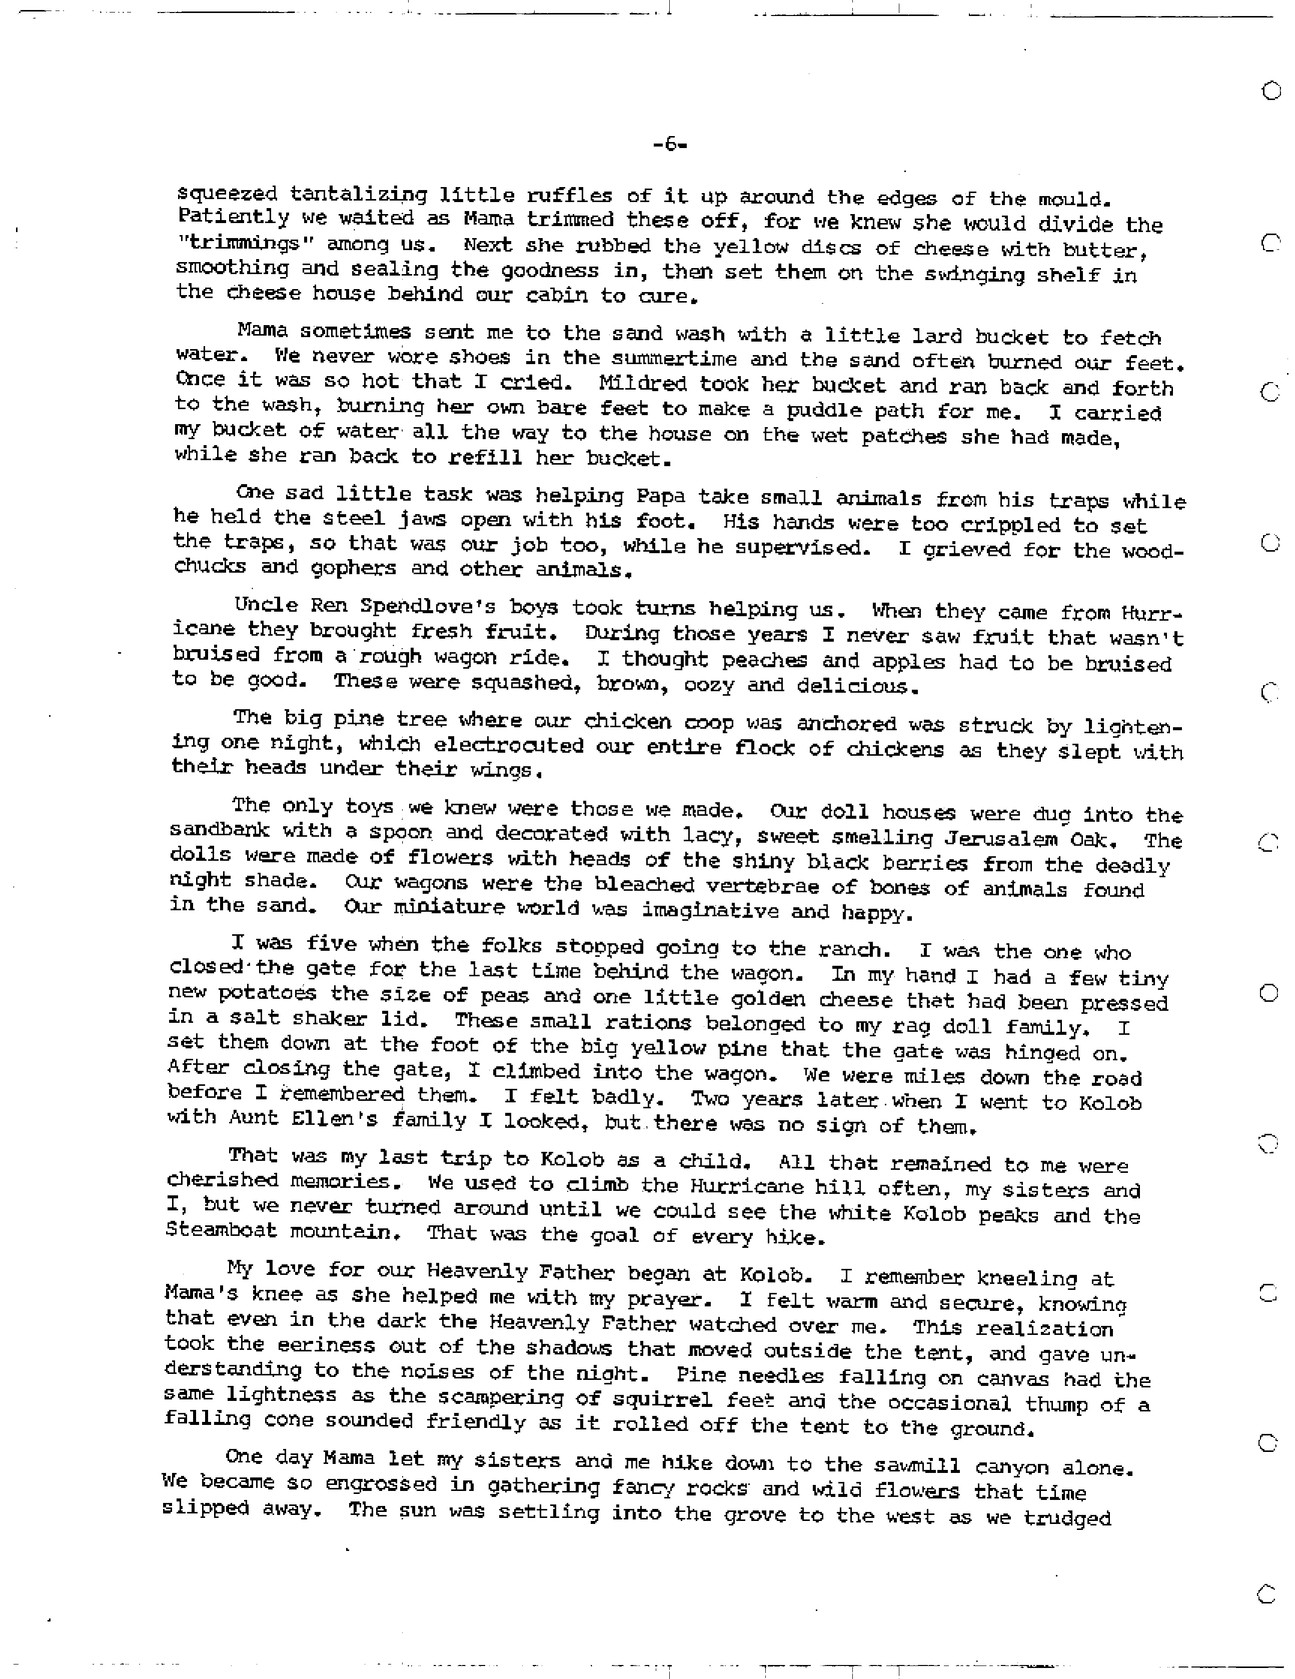 -6-
squeezed tantalizing little ruffles of it up around the edges of the mould.
Patiently we waited as Mama trimmed these off, for we knew she would divide the
"trimmings" among us.  Next she rubbed the yellow discs of cheese with butter,
smoothing and sealing the goodness in, then set them on the swinging shelf in
the cheese house behind our cabin to cure.
Mama sometimes sent me to the sand wash with a little lard bucket to fetch
water.  We never wore shoes in the summertime and the sand often burned our feet.
Once it was so hot that I cried.  Mildred took her bucket and ran back and forth
to the wash, burning her own bare feet to make a puddle path for me.  I carried
my bucket of water all the way to the house on the wet patches she had made,
while she ran back to refill her bucket.
One sad little task was helping Papa take small animals from his traps while
he held the steel jaws open with his foot.  His hands were too crippled to set
the traps, so that was our job too, while he supervised.  I grieved for the wood-
chucks and gophers and other animals.
Uncle Ren Spendlove's boys took turns helping us.  When they came from Hurr-
icane they brought fresh fruit.  During those years I never saw fruit that wasn't
bruised from a rough wagon ride.  I thought peaches and apples had to be bruised
to be good.  These were squashed, brown, oozy and delicious.
The big pine tree where our chicken coop was anchored was struck by lighten-
ing one night, which electrocuted our entire flock of chickens as they slept with
their heads under their wings.
The only toys we knew were those we made.  Our doll houses were dug into the
sandbank with a spoon and decorated with lacy, sweet smelling Jerusalem Oak.  The
dolls were made of flowers with heads of the shiny black berries from the deadly
night shade.  Our wagons were the bleached vertebrae of bones of animals found
in the sand.  Our miniature world was imaginative and happy.
I was five when the folks stopped going to the ranch.  I was the one who
closed the gate for the last time behind the wagon.  In my hand I had a few tiny
new potatoes the size of peas and one little golden cheese that had been pressed
in a salt shaker lid.  These small rations belonged to my rag doll family.  I
set them down at the foot of the big yellow pine that the gate was hinged on.
After closing the gate, I climbed into the wagon.  We were miles down the road
before I remembered them.  I felt badly.  Two years later when I went to Kolob
with Aunt Ellen's family I looked, but there was no sign of them.
That was my last trip to Kolob as a child.  All that remained to me were
cherished memories.  We used to climb the Hurricane hill often, my sisters and
I, but we never turned around until we could see the white Kolob peaks and the
Steamboat mountain.  That was the goal of every hike.
My love for our Heavenly Father began at Kolob.  I remember kneeling at
Mama's knee as she helped me with my prayer.  I felt warm and secure, knowing
that even in the dark the Heavenly Father watched over me.  This realization
took the eeriness out of the shadows that moved outside the tent, and gave un-
derstanding to the noises of the night.  Pine needles falling on canvas had the
same lightness as the scampering of squirrel feet and the occasional thump of a
falling cone sounded friendly as it rolled off the tent to the ground.
One day Mama let my sisters and me hike down to the sawmill canyon alone.
We became so engrossed in gathering fancy rocks and wild flowers that time
slipped away.  The sun was settling into the grove to the west as we trudged